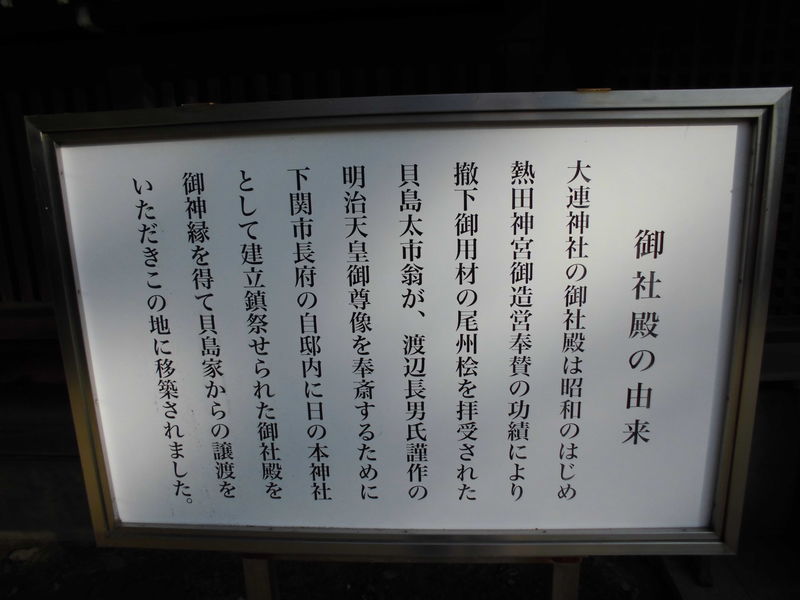 御社殿の由来
大連神社の御社殿は昭和のはじめ
熱田神宮御造営奉賛の功績により
撤下御用材の尾州桧を拝受された
貝島太市翁が、渡辺長男氏謹作の
明治天皇御尊像を奉斎するために
下関市長府の自邸内に日の本神社
として建立鎮祭せられた御社殿を
御神縁を得て貝島家からの譲渡を
いただきこの地に移築されました。